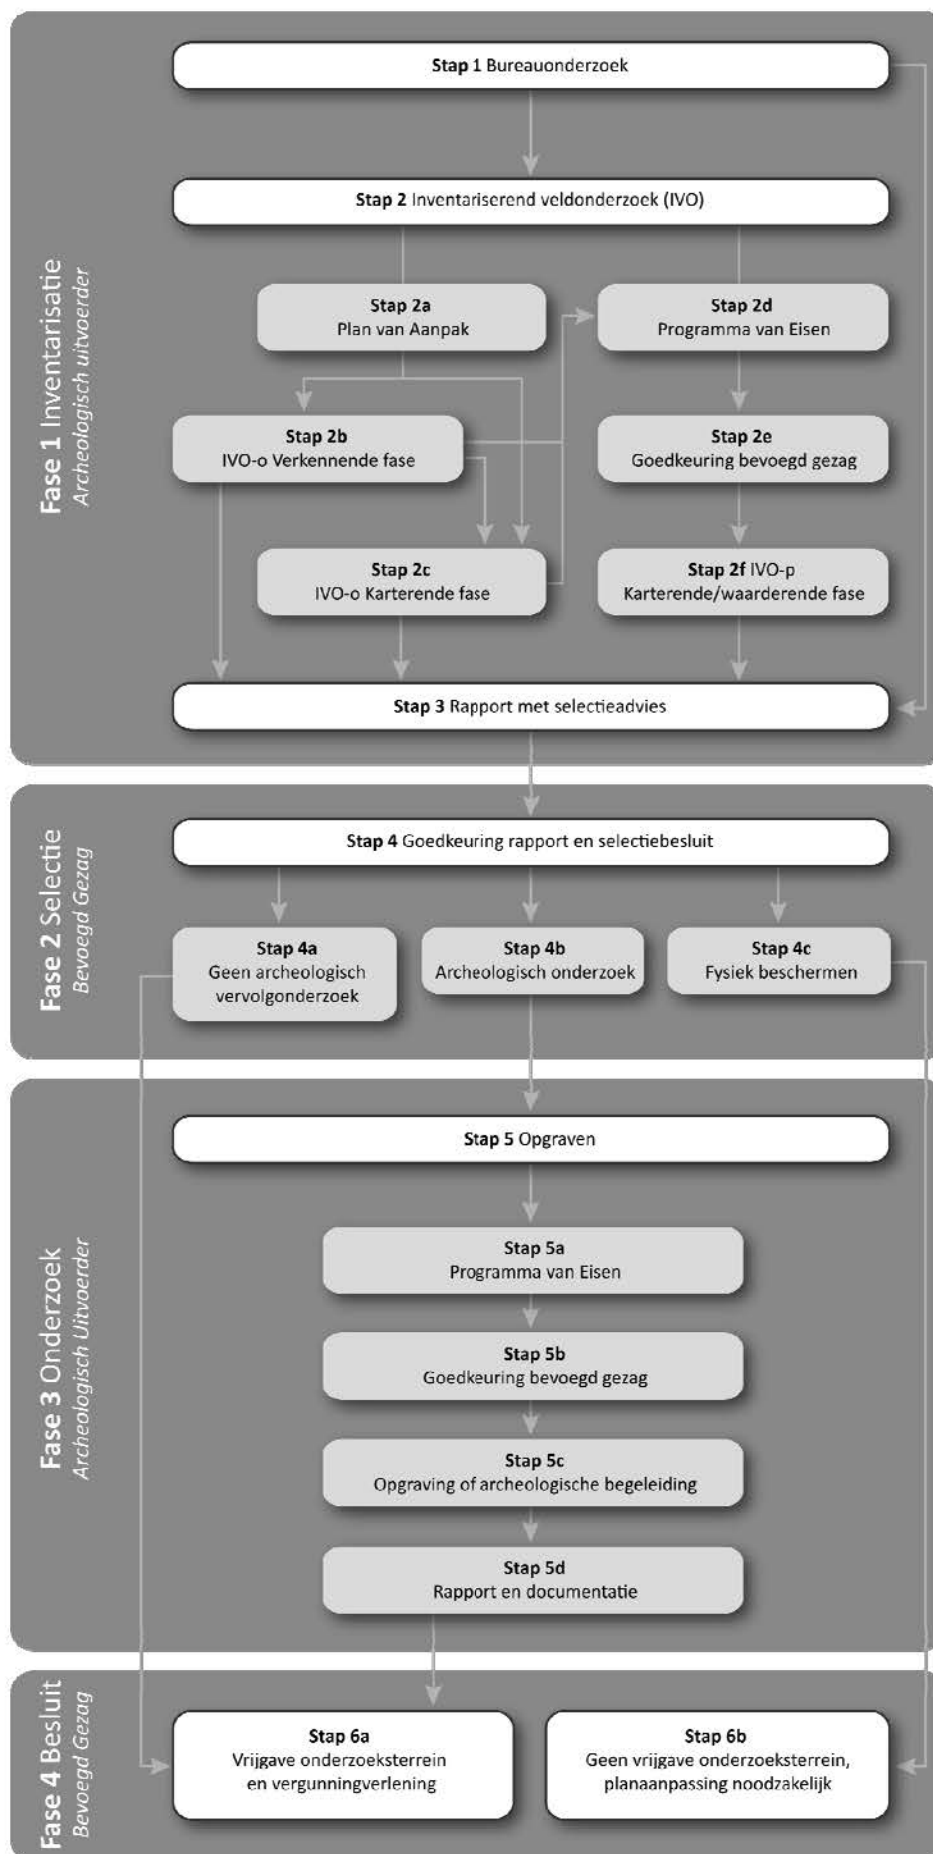 Fase 1 Inventarisatie
Archeologisch uitvoerder
Stap 1 Bureauonderzoek
Stap 2 Inventariserend veldonderzoek (IVO)
Stap 2a
Plan van Aanpak
Stap 2d
Programma van Eisen
Stap 2b
IVO-o Verkennende fase
Stap 2e
Goedkeuring bevoegd gezag
Stap 2c
IVO-o Karterende fase
Stap 2f IVO-p
Karterende/waarderende fase
Stap 3 Rapport met selectieadvies
Fase 2 Selectie
Bevoegd Gezag
Stap 4 Goedkeuring rapport en selectiebesluit
Stap 4a
Geen archeologisch
vervolgonderzoek
Stap 4b
Archeologisch onderzoek
Stap 4c
Fysiek beschermen
Fase 3 Onderzoek
Archeologisch Uitvoerder
Stap 5 Opgraven
Stap 5a
Programma van Eisen
Stap 5b
Goedkeuring bevoegd gezag
Stap 5c
Opgraving of archeologische begeleiding
Stap 5d
Rapport en documentatie
Fase 4 Besluit
Bevoegd Gezag
Stap 6a
Vrijgave onderzoeksterrein
en vergunningverlening
Stap 6b
Geen vrijgave onderzoeksterrein,
planaanpassing noodzakelijk